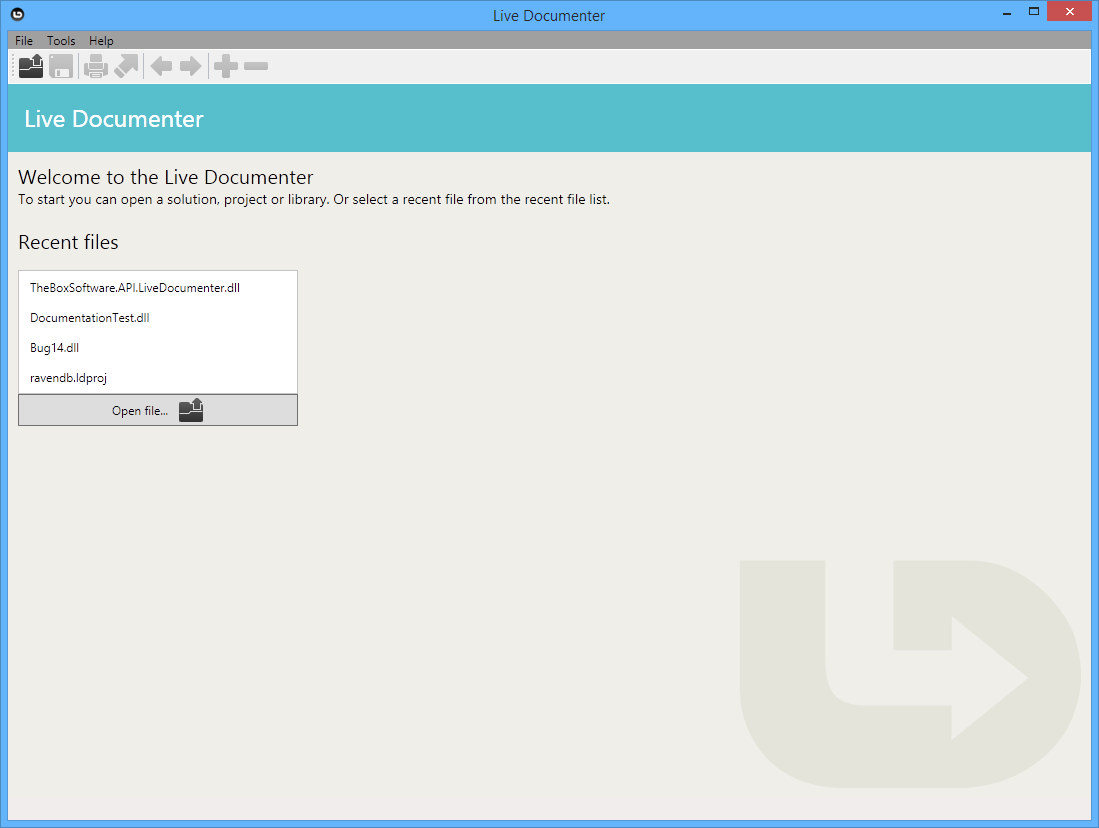 Live Documenter
File Tools Help
Live Documenter
Welcome to the Live Documenter
To start you can open a solution, project or library. Or select a recent file from the recent file list.
Recent files
TheBoxSoftware.API.LiveDocumenter.dll
DocumentationTest.dll
Bug14.dll
ravendb.ldproj
Open file...